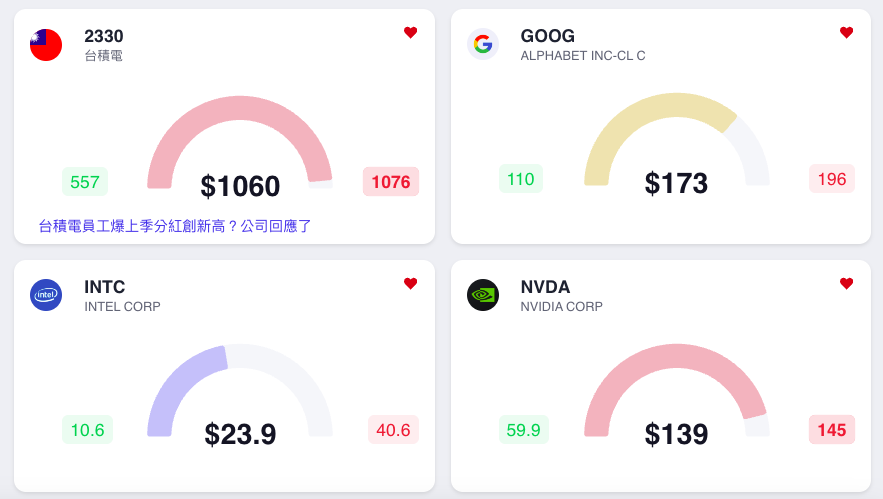 2330
台積電
$1060
557
1076
台積電員工爆上季分紅創新高？公司回應了
GOOG
ALPHABET INC-CL C
$173
110
196
intel
INTC
INTEL CORP
$23.9
10.6
40.6
NVDA
NVIDIA CORP
$139
59.9
145